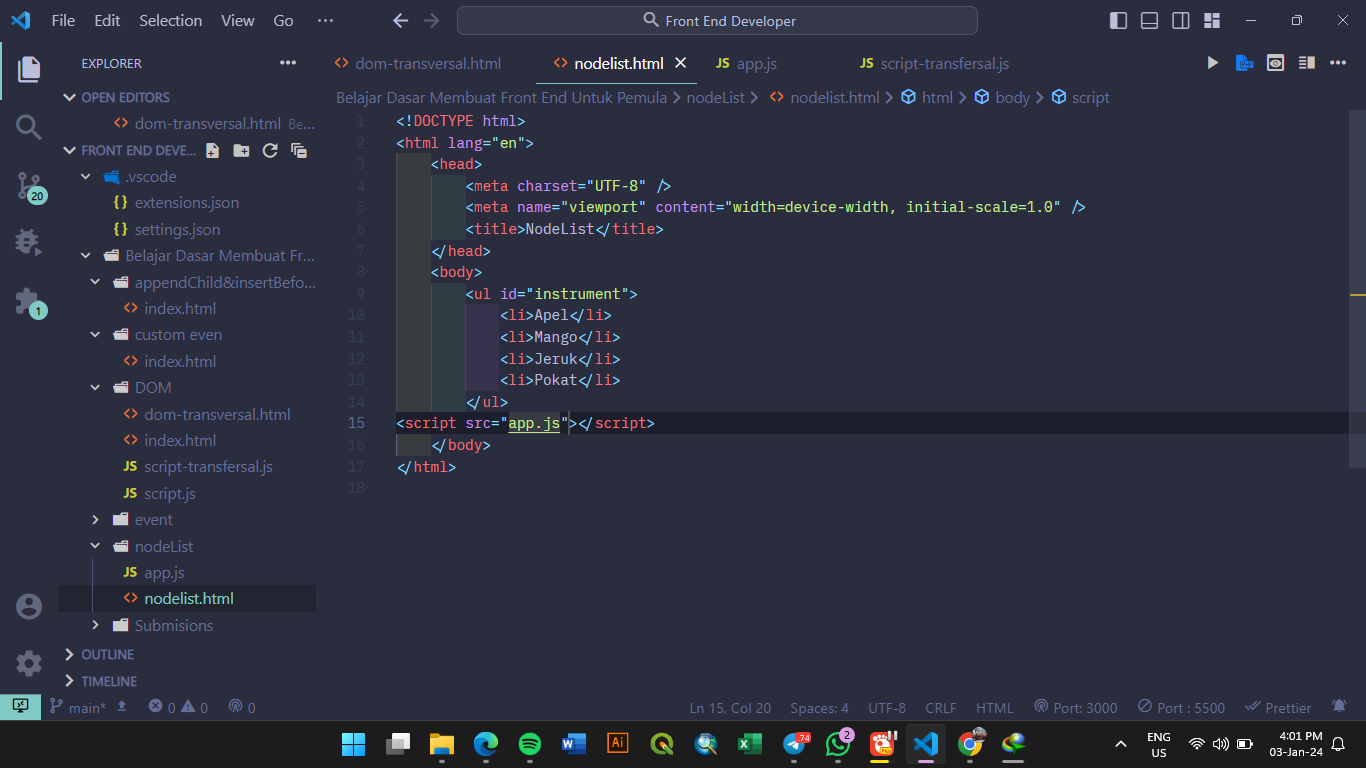 File Edit Selection View Go ··· Front End Developer
EXPLORER ···
dom-transversal.html nodelist.html app.js script-transfersal.js
OPEN EDITORS
dom-transversal.html Be...
FRONT END DEVE...
.vscode
extensions.json
settings.json
Belajar Dasar Membuat Fr...
appendChild&insertBefo...
index.html
custom even
index.html
DOM
dom-transversal.html
index.html
script-transfersal.js
script.js
event
nodeList
app.js
nodelist.html
Submisions
OUTLINE
TIMELINE
20
1
Belajar Dasar Membuat Front End Untuk Pemula > nodeList > nodelist.html > html > body > script
1 <!DOCTYPE html>
2 <html lang="en">
3 <head>
4 <meta charset="UTF-8" />
5 <meta name="viewport" content="width=device-width, initial-scale=1.0" />
6 <title>NodeList</title>
7 </head>
8 <body>
9 <ul id="instrument">
10 <li>Apel</li>
11 <li>Mango</li>
12 <li>Jeruk</li>
13 <li>Pokat</li>
14 </ul>
15 <script src="app.js"></script>
16 </body>
17 </html>
18
main* 0 0 0 Ln 15, Col 20 Spaces: 4 UTF-8 CRLF HTML Port: 3000 Port : 5500 Prettier
74 2 ENG US 4:01 PM 03-Jan-24